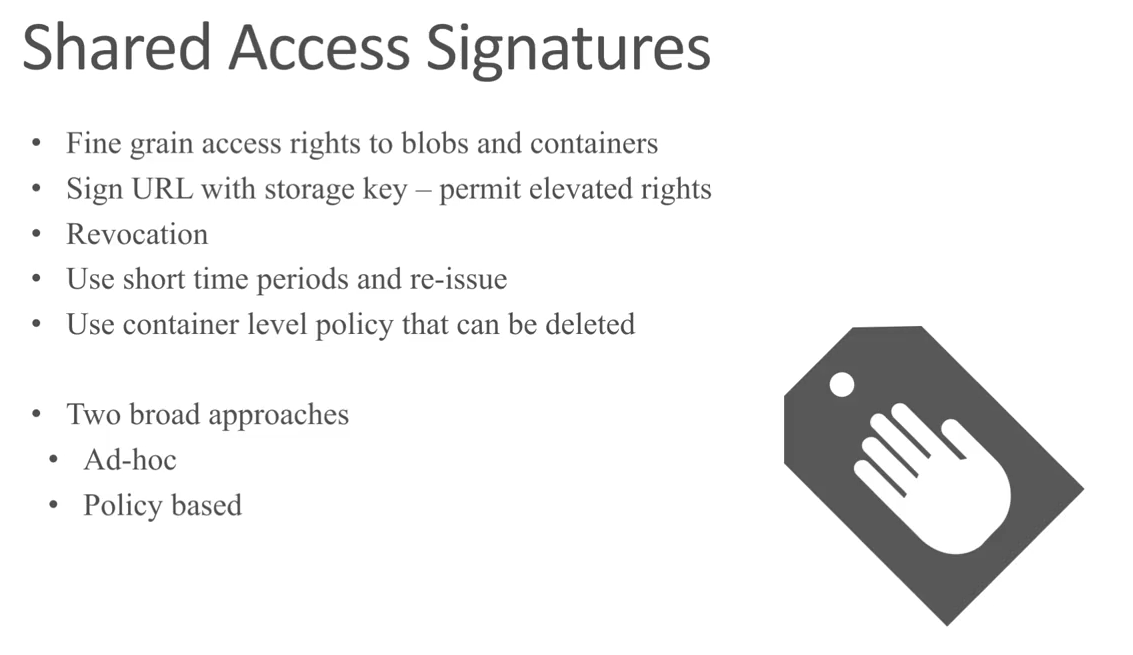 Shared Access Signatures
• Fine grain access rights to blobs and containers
• Sign URL with storage key – permit elevated rights
• Revocation
• Use short time periods and re-issue
• Use container level policy that can be deleted
• Two broad approaches
• Ad-hoc
• Policy based